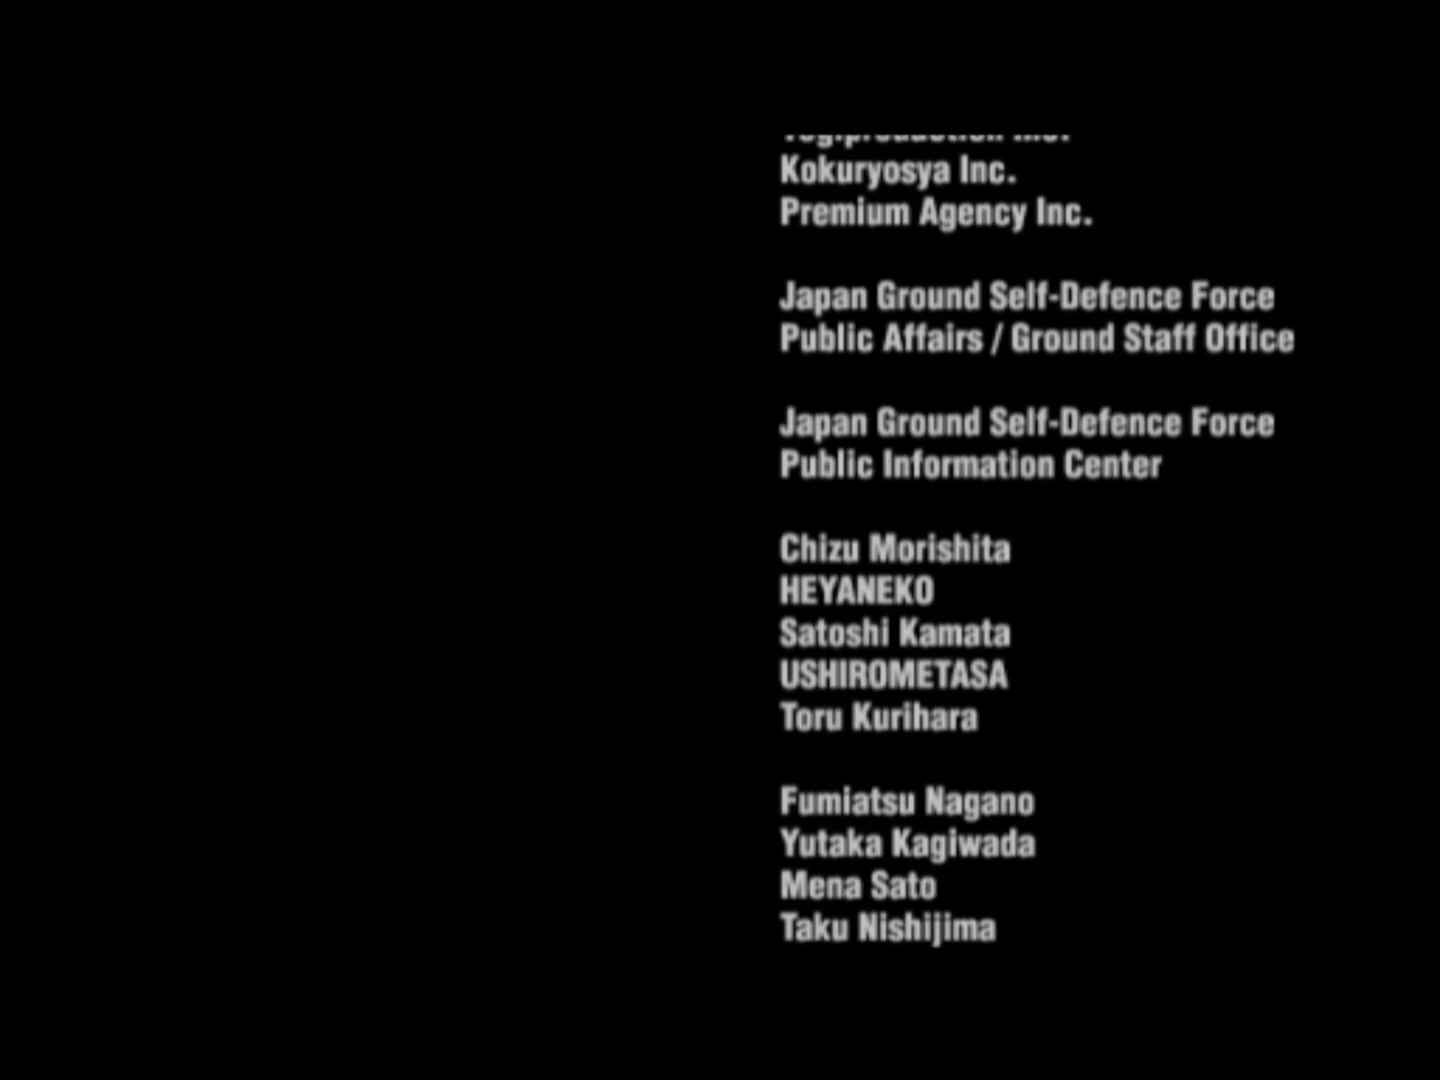 Kokuryosya Inc.
Premium Agency Inc.
Japan Ground Self-Defence Force
Public Affairs / Ground Staff Office
Japan Ground Self-Defence Force
Public Information Center
Chizu Morishita
HEYANEKO
Satoshi Kamata
USHIROMETASA
Toru Kurihara
Fumiatsu Nagano
Yutaka Kagiwada
Mena Sato
Taku Nishijima